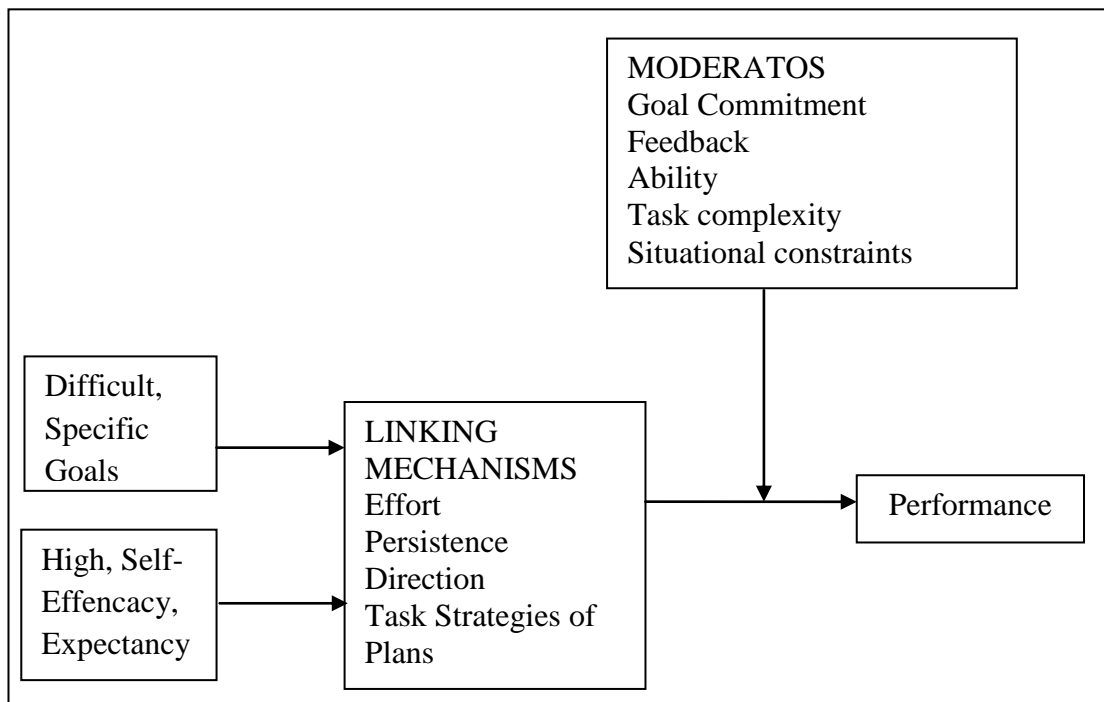 MODERATOS
Goal Commitment
Feedback
Ability
Task complexity
Situational constraints
Difficult,
Specific
Goals
LINKING
MECHANISMS
Effort
Persistence
Direction
Task Strategies of
Plans
Performance
High, Self-
Effencacy,
Expectancy